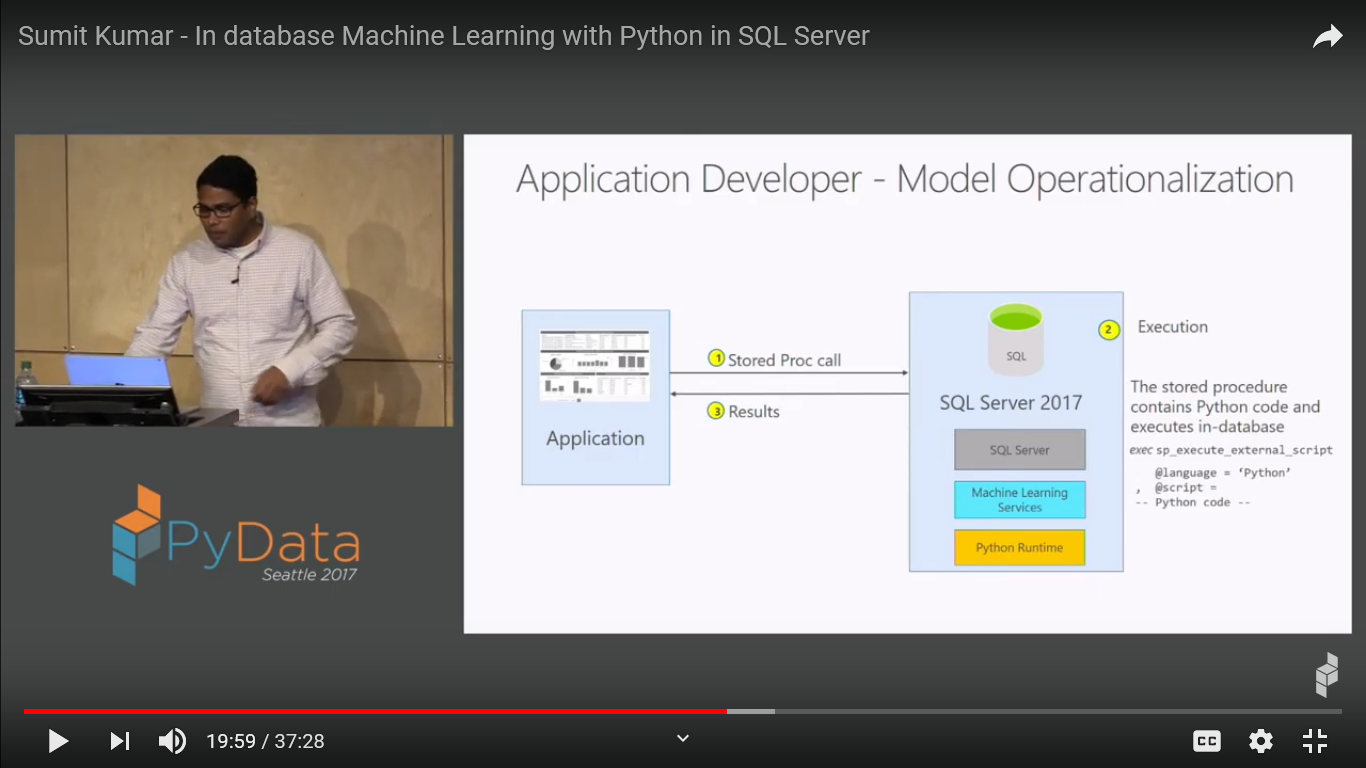 Sumit Kumar - In database Machine Learning with Python in SQL Server
Application Developer - Model Operationalization
1 Stored Proc call
3 Results
Application
SQL
SQL Server 2017
SQL Server
Machine Learning
Services
Python Runtime
2 Execution
The stored procedure
contains Python code and
executes in-database
exec sp_execute_external_script
@language = ‘Python’
, @script =
-- Python code --
PyData
Seattle 2017
19:59 / 37:28
CC